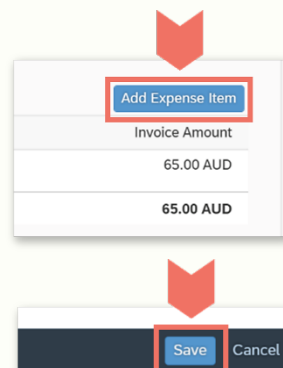 Add Expense Item
Invoice Amount
65.00 AUD
65.00 AUD
Save Cancel